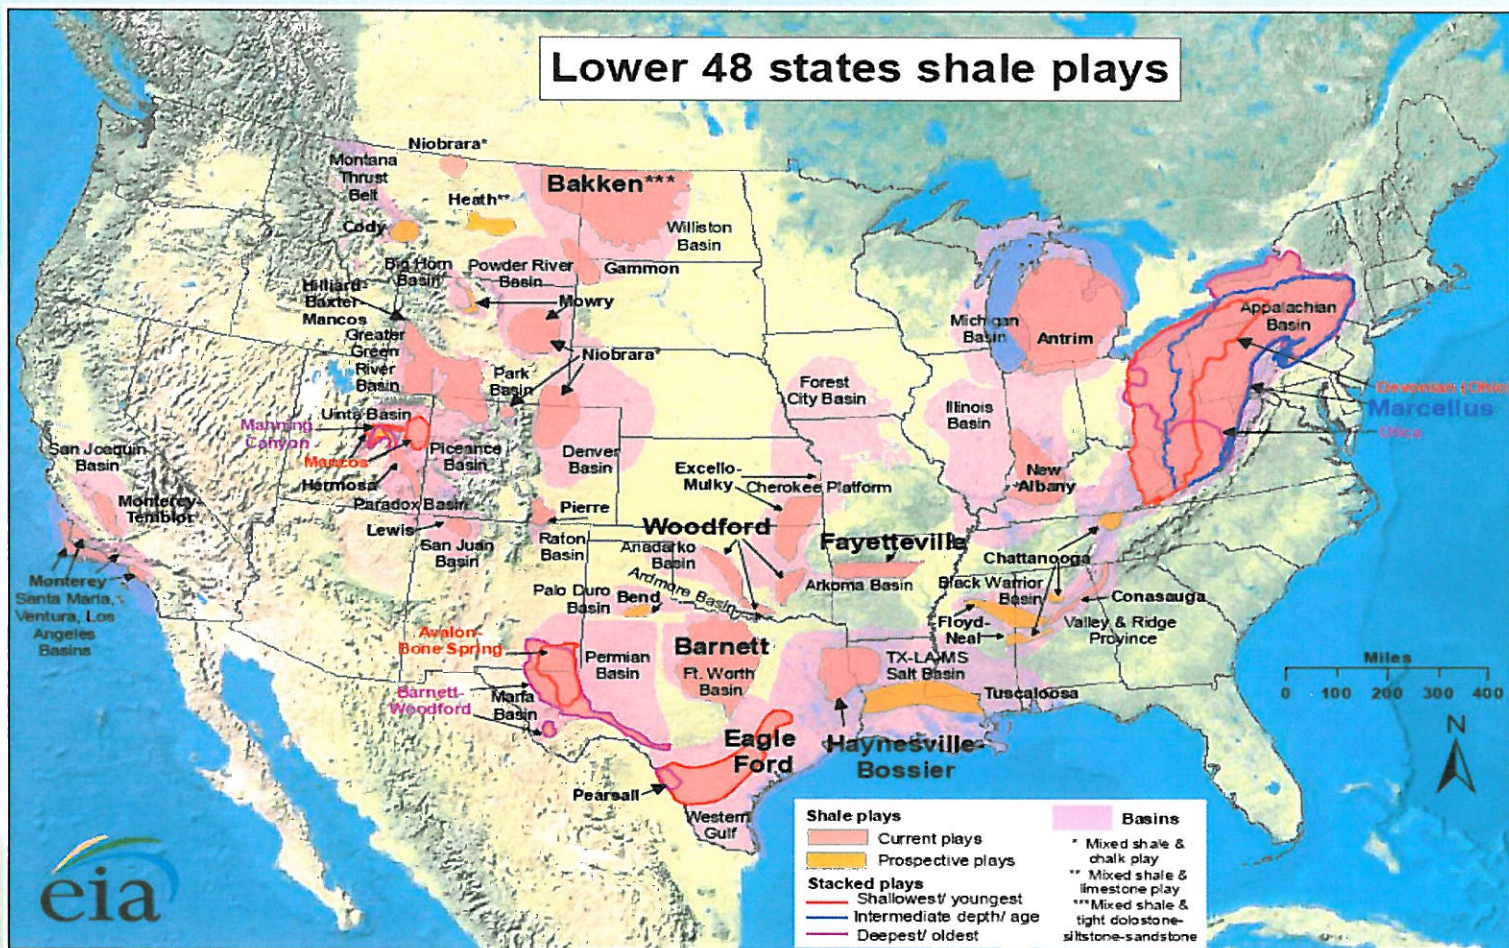 Lower 48 states shale plays
Niobrara*
Montana
Thrust
Belt
Bakken***
Heath**
Cody
Williston
Basin
Big Horn
Basin
Powder River
Basin
Gammon
Hilliard-
Baxter-
Mancos
Mowry
Greater
Green
River
Basin
Niobrara*
Park
Basin
Michigan
Basin
Antrim
Appalachian
Basin
Forest
City Basin
Illinois
Basin
Devonian (Ohio
Marcellus
Utica
Uinta Basin
Manning
Canyon
Mancos
Piceance
Basin
Denver
Basin
San Joaquin
Basin
Hermosa
Excello-
Mulky
Cherokee Platform
New
Albany
Monterey-
Temblor
Paradox Basin
Pierre
Lewis
San Juan
Basin
Raton
Basin
Woodford
Anadarko
Basin
Fayetteville
Arkoma Basin
Chattanooga
Black Warrior
Basin
Conasauga
Monterey
Santa Maria,
Ventura, Los
Angeles
Basins
Palo Duro
Basin
Bend
Ardmore Basin
Floyd-
Neal
Valley & Ridge
Province
Avalon-
Bone Spring
Permian
Basin
Barnett
Ft. Worth
Basin
TX-LA-MS
Salt Basin
Tuscaloosa
Barnett-
Woodford
Marfa
Basin
Eagle
Ford
Haynesville-
Bossier
Pearsall
Western
Gulf
Miles
0 100 200 300 400
N
Shale plays
Current plays
Prospective plays
Stacked plays
Shallowest/ youngest
Intermediate depth/ age
Deepest/ oldest
Basins
* Mixed shale &
chalk play
** Mixed shale &
limestone play
***Mixed shale &
tight dolostone-
siltstone-sandstone
eia